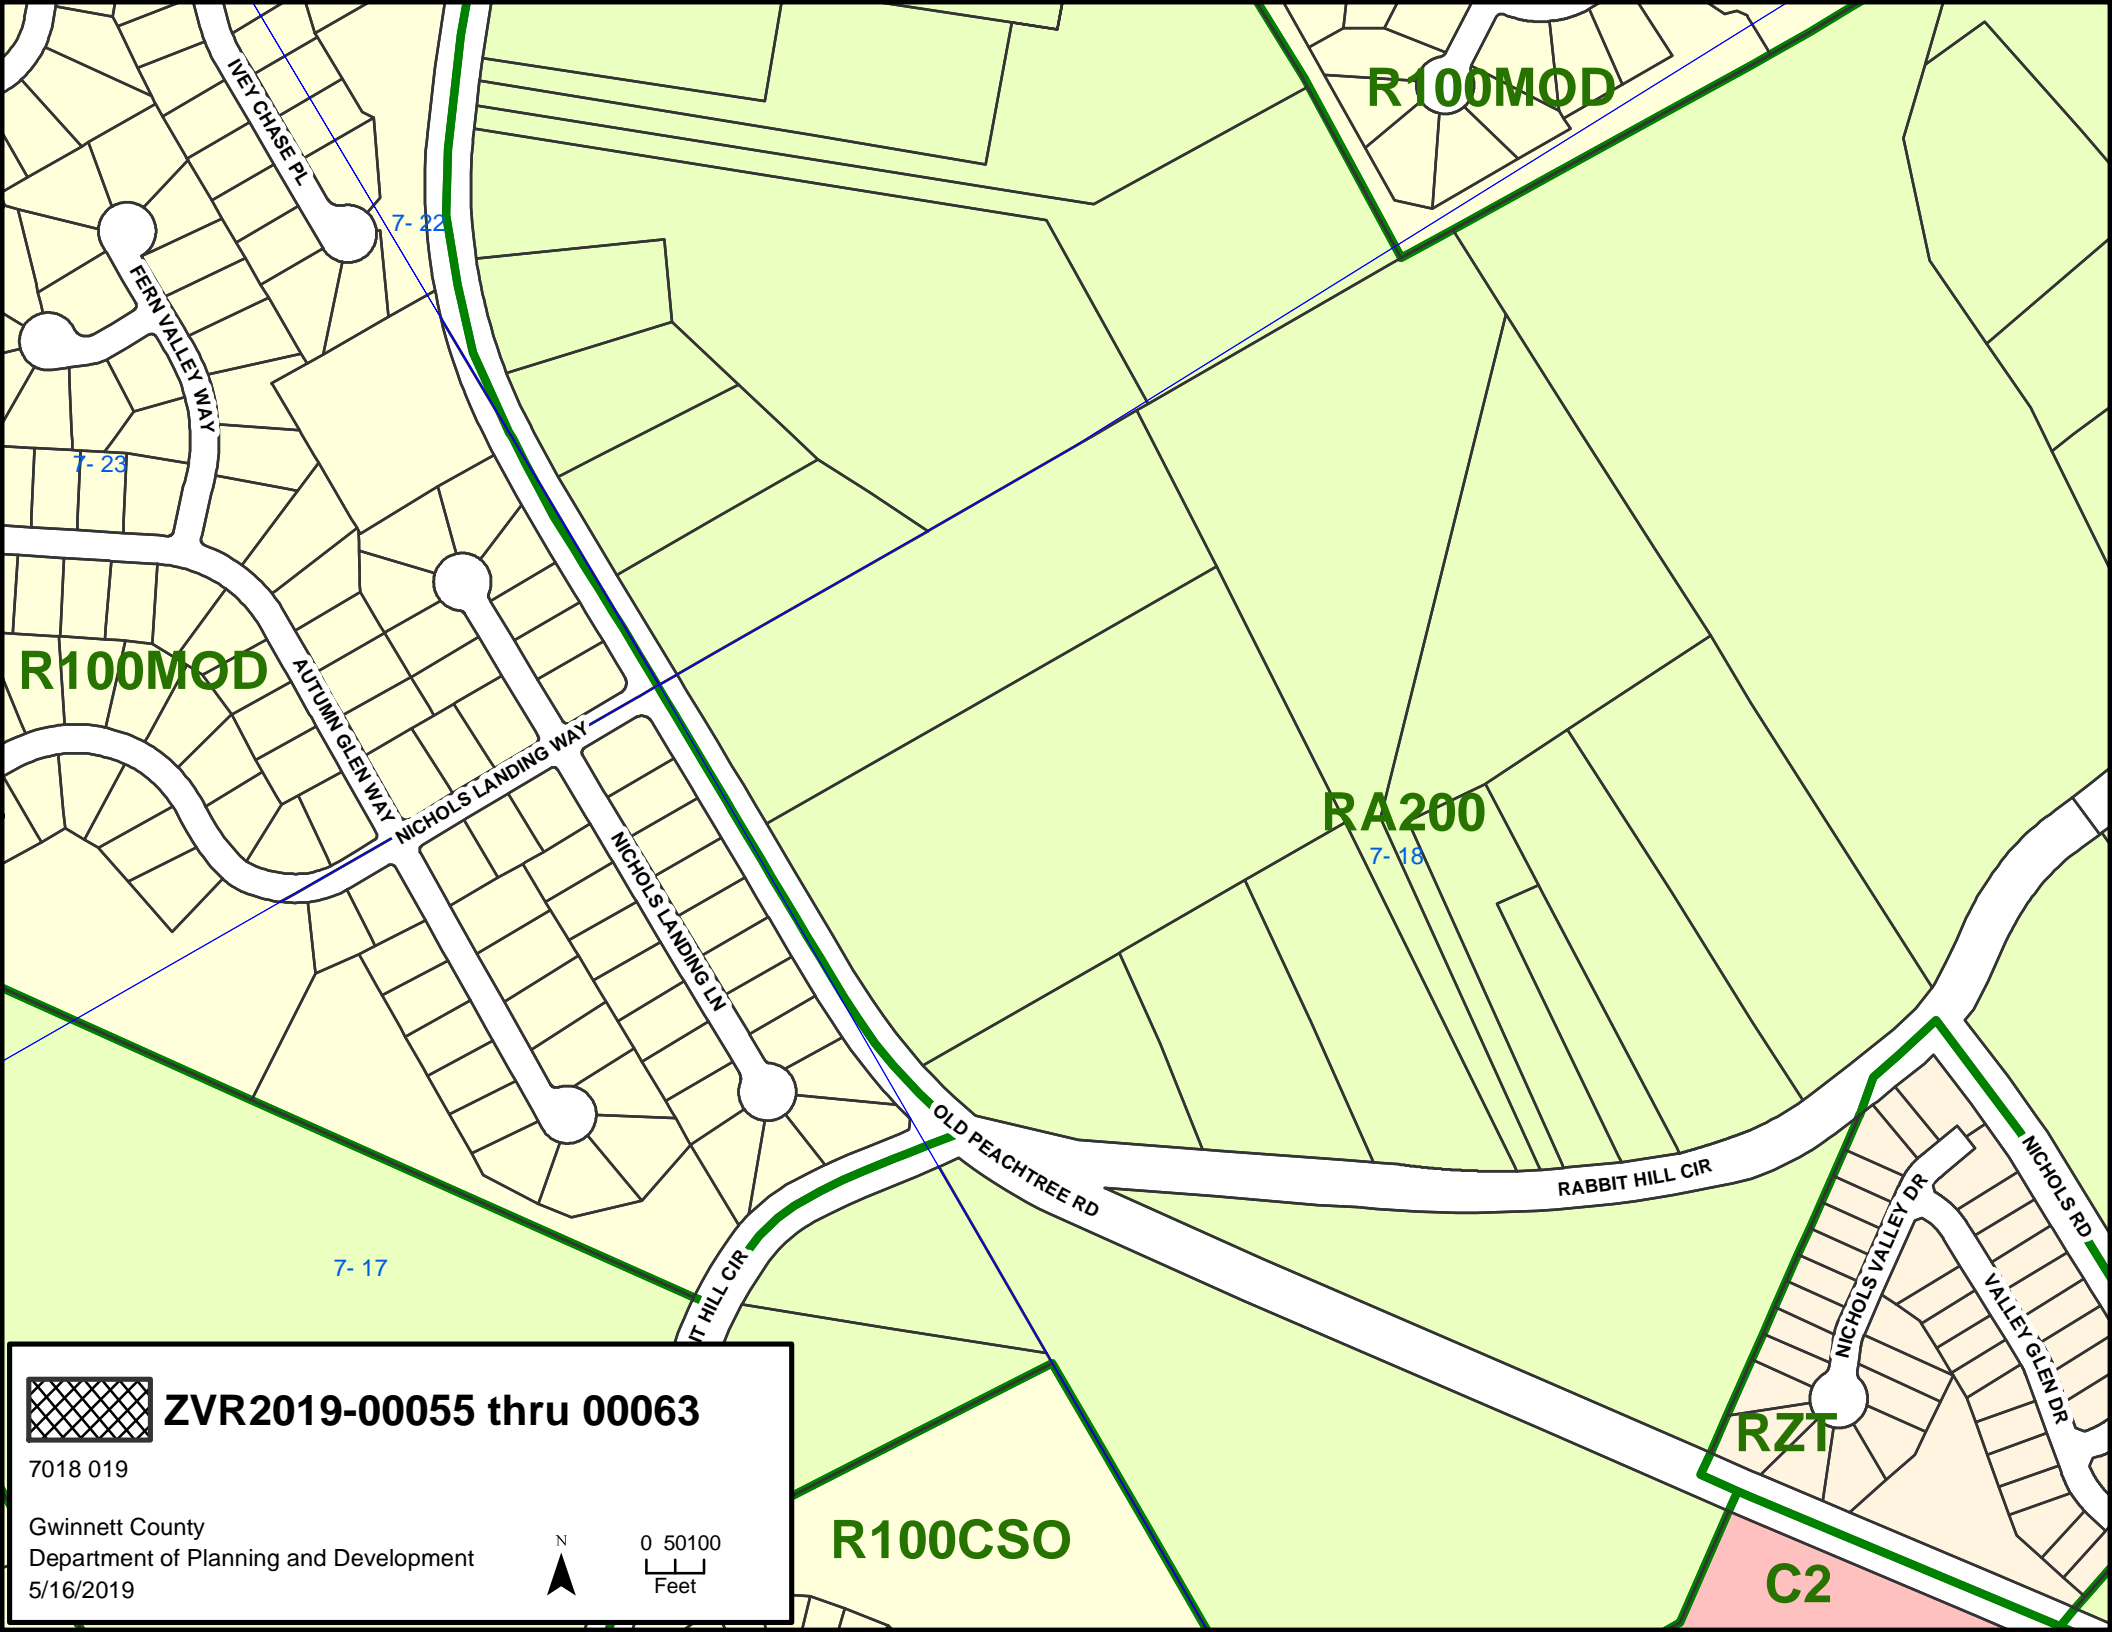 R100MOD
IVEY CHASE PL
7- 22
FERN VALLEY WAY
7- 23
R100MOD
AUTUMN GLEN WAY
NICHOLS LANDING WAY
NICHOLS LANDING LN
RA200
7- 18
OLD PEACHTREE RD
RABBIT HILL CIR
NICHOLS RD
NICHOLS VALLEY DR
VALLEY GLEN DR
7- 17
HILL CIR
RZT
R100CSO
C2
ZVR2019-00055 thru 00063
7018 019
Gwinnett County
Department of Planning and Development
5/16/2019
N
0 50100
Feet